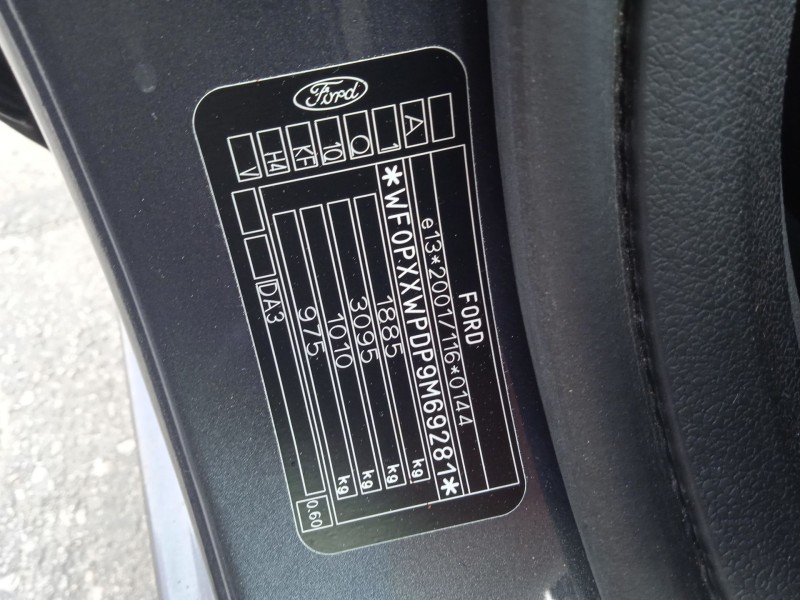 Ford
FORD
e13*2001/116*0144
*WF0PXXWPDP9M69281*
1885 kg
3095 kg
1010 kg
975
0.60
DA3
A
1
Q
10
KF
H4
V